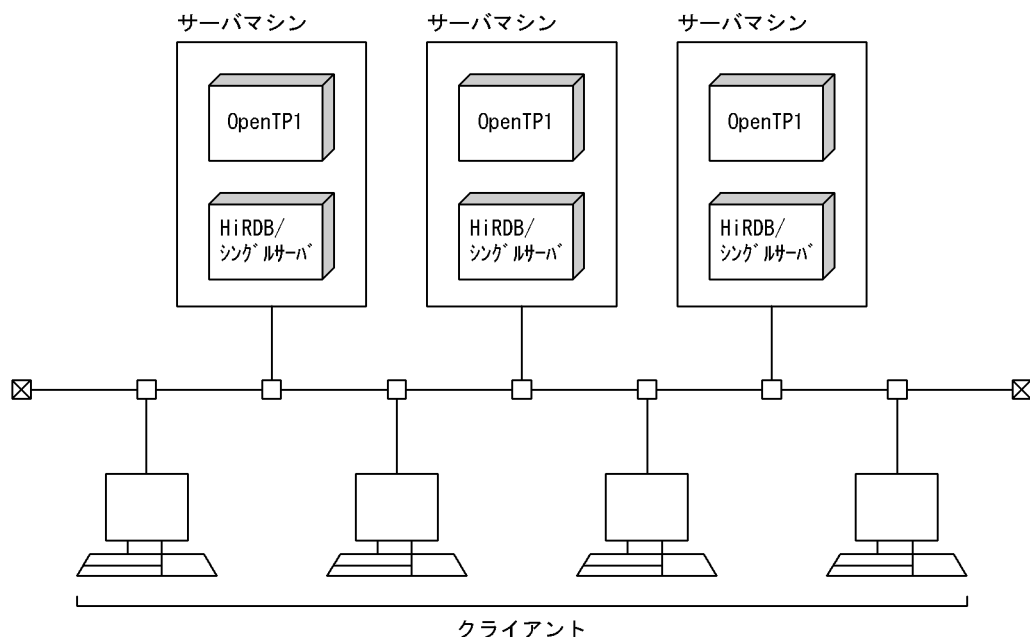 サーバマシン
サーバマシン
サーバマシン
OpenTP1
OpenTP1
OpenTP1
HiRDB/
シングルサーバ
HiRDB/
シングルサーバ
HiRDB/
シングルサーバ
クライアント